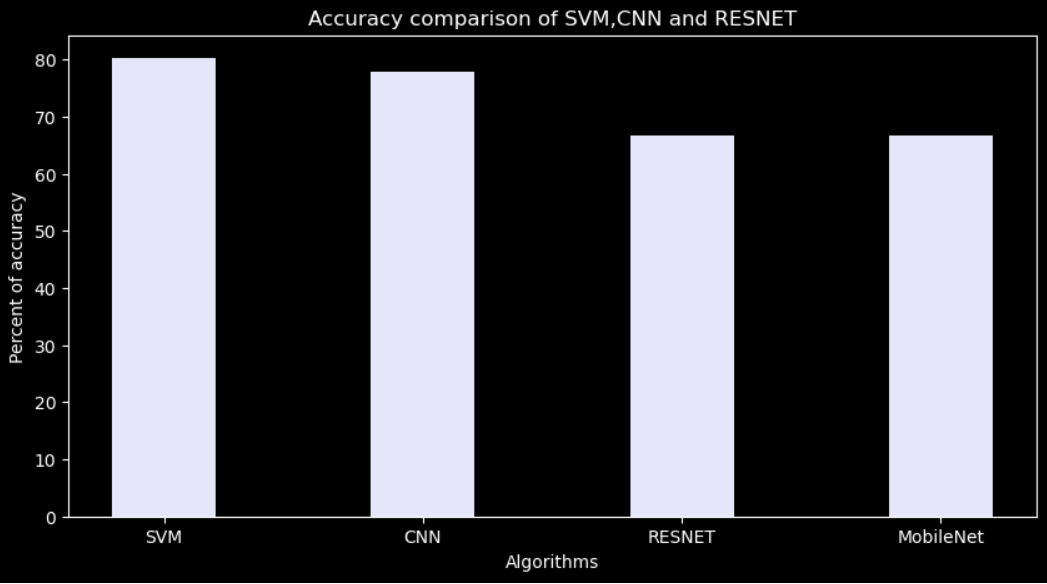 Accuracy comparison of SVM,CNN and RESNET
Percent of accuracy
80
70
60
50
40
30
20
10
0
SVM CNN RESNET MobileNet
Algorithms